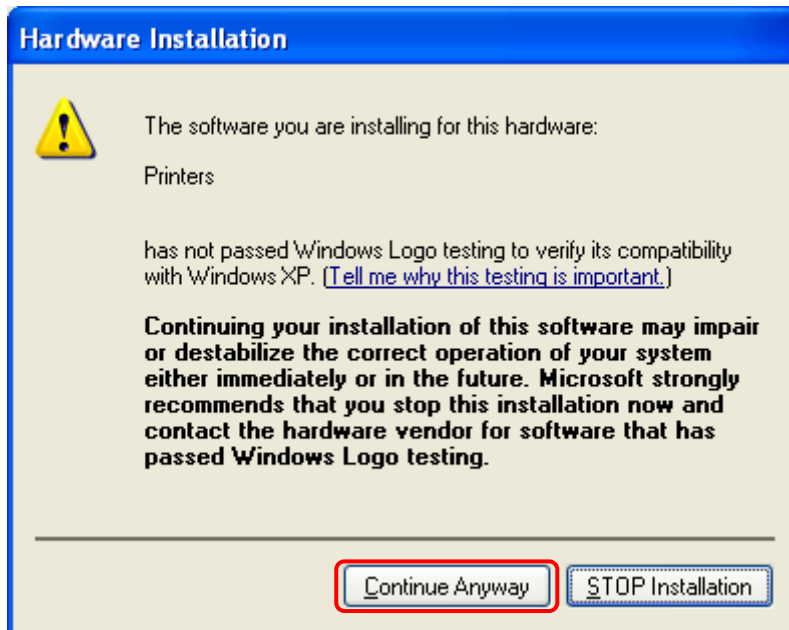 Hardware Installation
The software you are installing for this hardware:
Printers
has not passed Windows Logo testing to verify its compatibility
with Windows XP. (Tell me why this testing is important.)
Continuing your installation of this software may impair
or destabilize the correct operation of your system
either immediately or in the future. Microsoft strongly
recommends that you stop this installation now and
contact the hardware vendor for software that has
passed Windows Logo testing.
Continue Anyway
STOP Installation